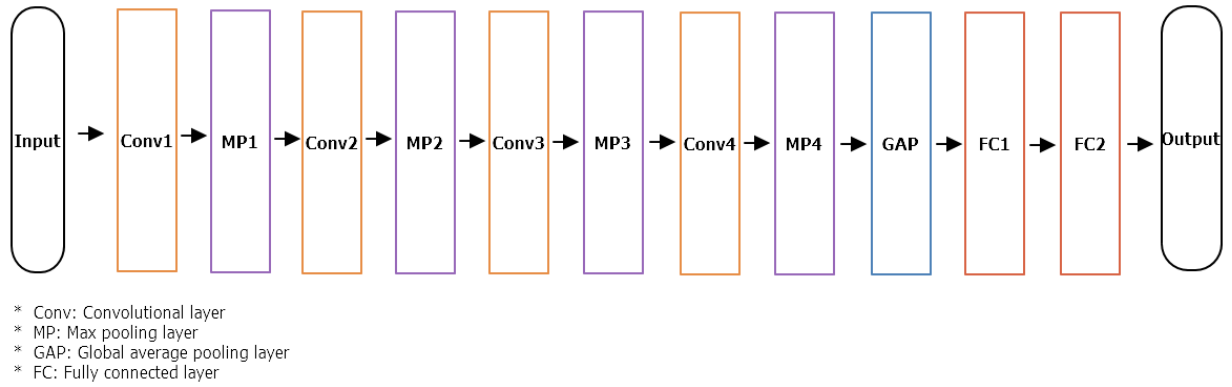 Input Conv1 MP1 Conv2 MP2 Conv3 MP3 Conv4 MP4 GAP FC1 FC2 Output
* Conv: Convolutional layer
* MP: Max pooling layer
* GAP: Global average pooling layer
* FC: Fully connected layer